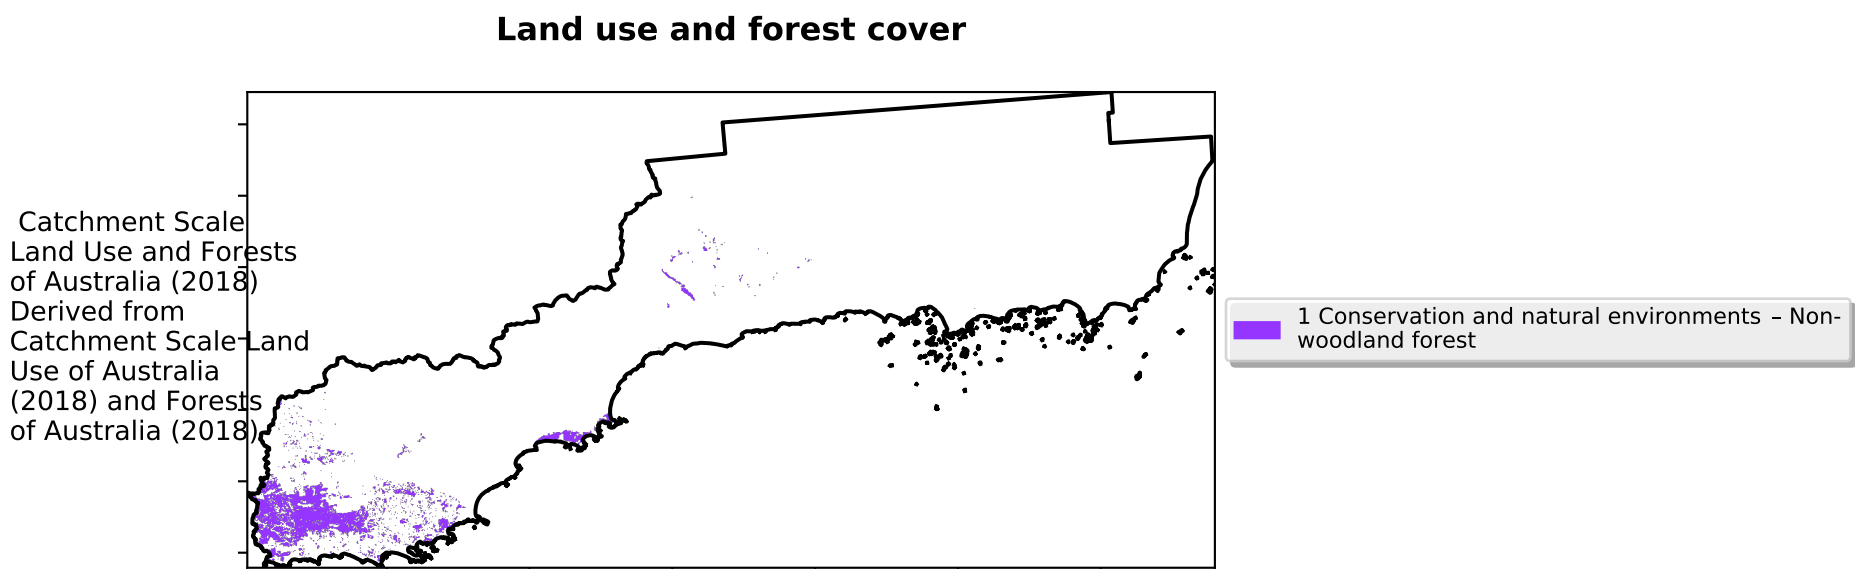 Land use and forest cover
Catchment Scale
Land Use and Forests
of Australia (2018)
Derived from
Catchment Scale Land
Use of Australia
(2018) and Forests
of Australia (2018)
1 Conservation and natural environments – Non-
woodland forest